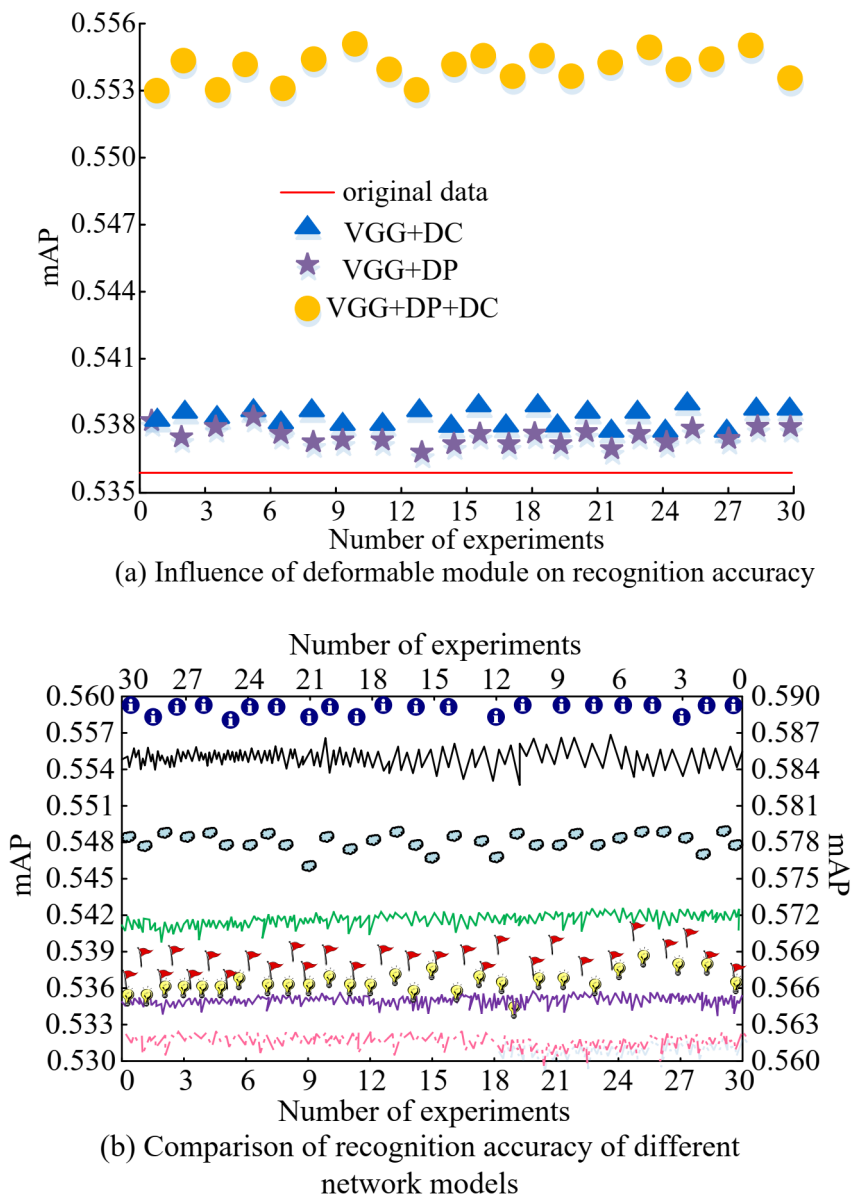 0.556
0.553
0.550
0.547
0.544
0.541
0.538
0.535
mAP
original data
VGG+DC
VGG+DP
VGG+DP+DC
0 3 6 9 12 15 18 21 24 27 30
Number of experiments
(a) Influence of deformable module on recognition accuracy
Number of experiments
30 27 24 21 18 15 12 9 6 3 0
0.560 0.590
0.557 0.587
0.554 0.584
0.551 0.581
0.548 0.578
0.545 0.575
0.542 0.572
0.539 0.569
0.536 0.566
0.533 0.563
0.530 0.560
mAP mAP
0 3 6 9 12 15 18 21 24 27 30
Number of experiments
(b) Comparison of recognition accuracy of different
network models